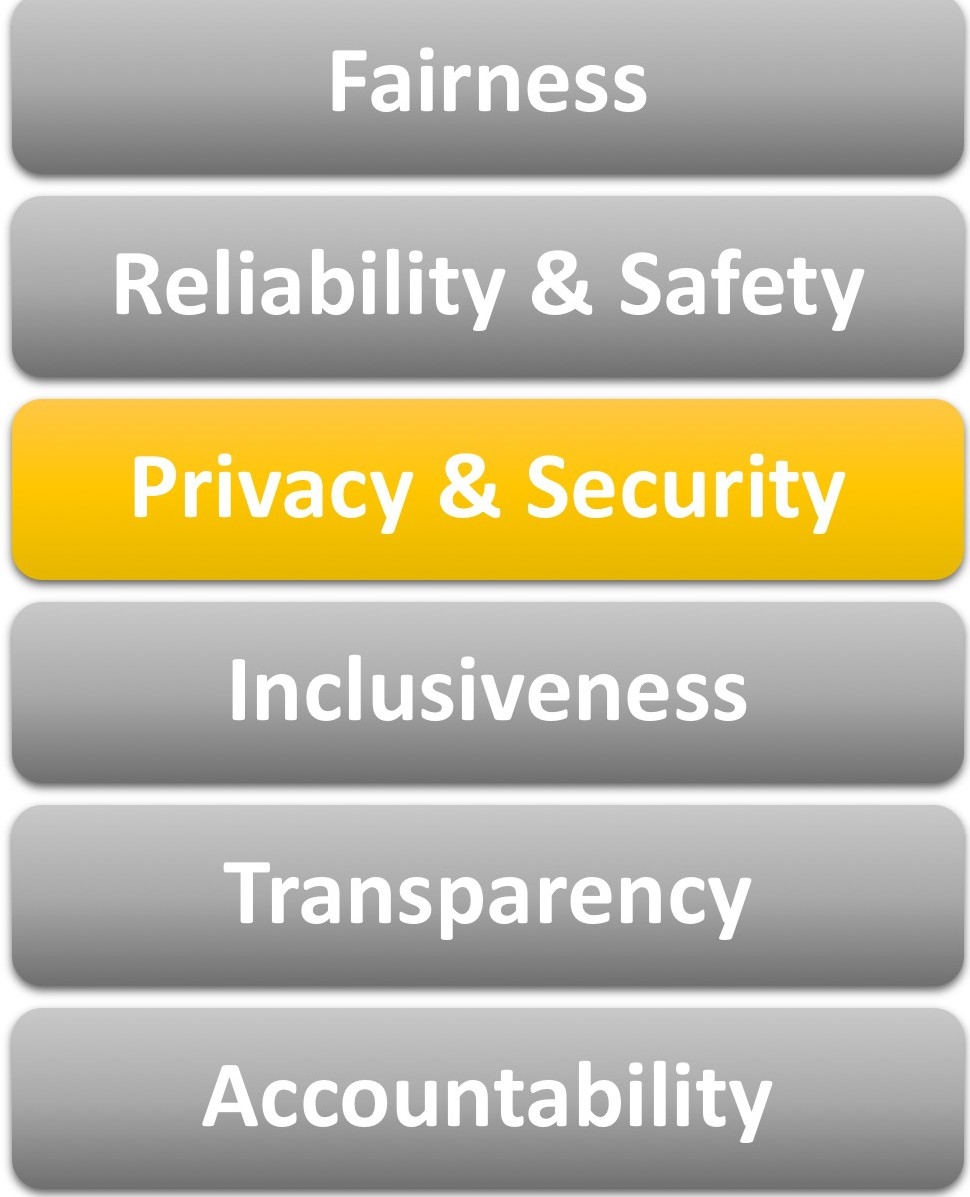 Fairness
Reliability & Safety
Privacy & Security
Inclusiveness
Transparency
Accountability